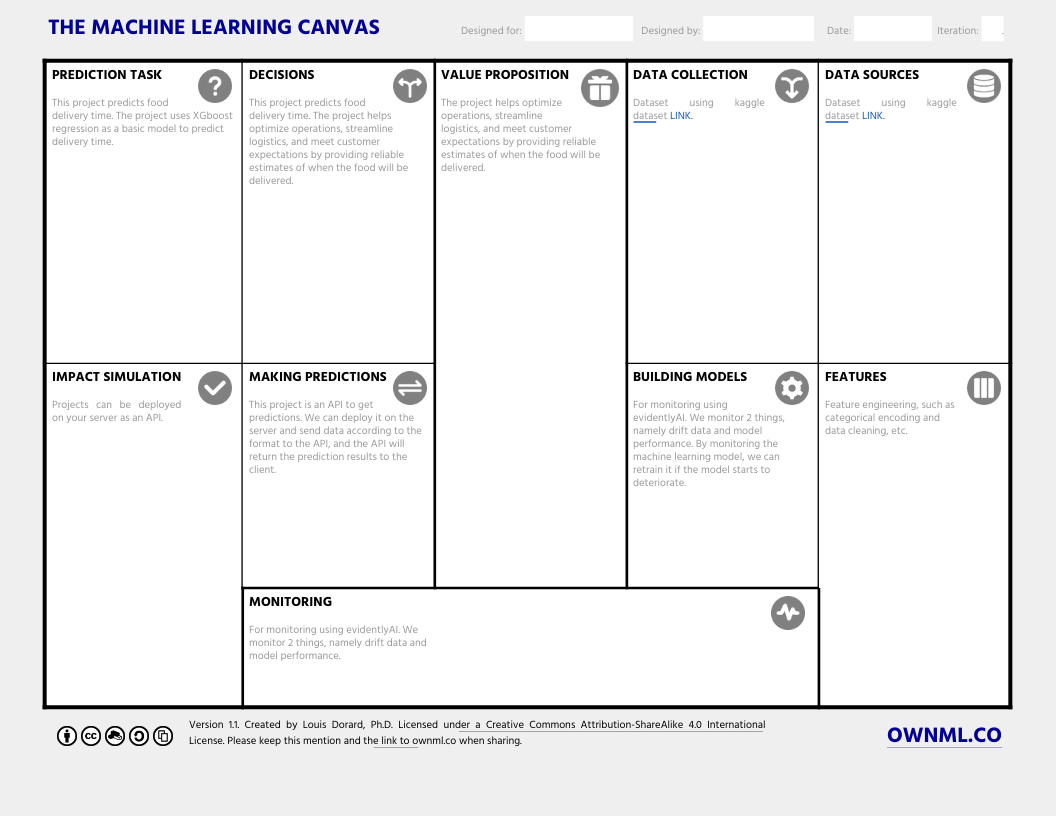 THE MACHINE LEARNING CANVAS
Designed for:
Designed by:
Date:
Iteration:
.
PREDICTION TASK
This project predicts food
delivery time. The project uses XGboost
regression as a basic model to predict
delivery time.
DECISIONS
This project predicts food
delivery time. The project helps
optimize operations, streamline
logistics, and meet customer
expectations by providing reliable
estimates of when the food will be
delivered.
VALUE PROPOSITION
The project helps optimize
operations, streamline
logistics, and meet customer
expectations by providing reliable
estimates of when the food will be
delivered.
DATA COLLECTION
Dataset using kaggle
dataset LINK.
DATA SOURCES
Dataset using kaggle
dataset LINK.
IMPACT SIMULATION
Projects can be deployed
on your server as an API.
MAKING PREDICTIONS
This project is an API to get
predictions. We can deploy it on the
server and send data according to the
format to the API, and the API will
return the prediction results to the
client.
BUILDING MODELS
For monitoring using
evidentlyAI. We monitor 2 things,
namely drift data and model
performance. By monitoring the
machine learning model, we can
retrain it if the model starts to
deteriorate.
FEATURES
Feature engineering, such as
categorical encoding and
data cleaning, etc.
MONITORING
For monitoring using evidentlyAI. We
monitor 2 things, namely drift data and
model performance.
Version 1.1. Created by Louis Dorard, Ph.D. Licensed under a Creative Commons Attribution-ShareAlike 4.0 International
License. Please keep this mention and the link to ownml.co when sharing.
OWNML.CO